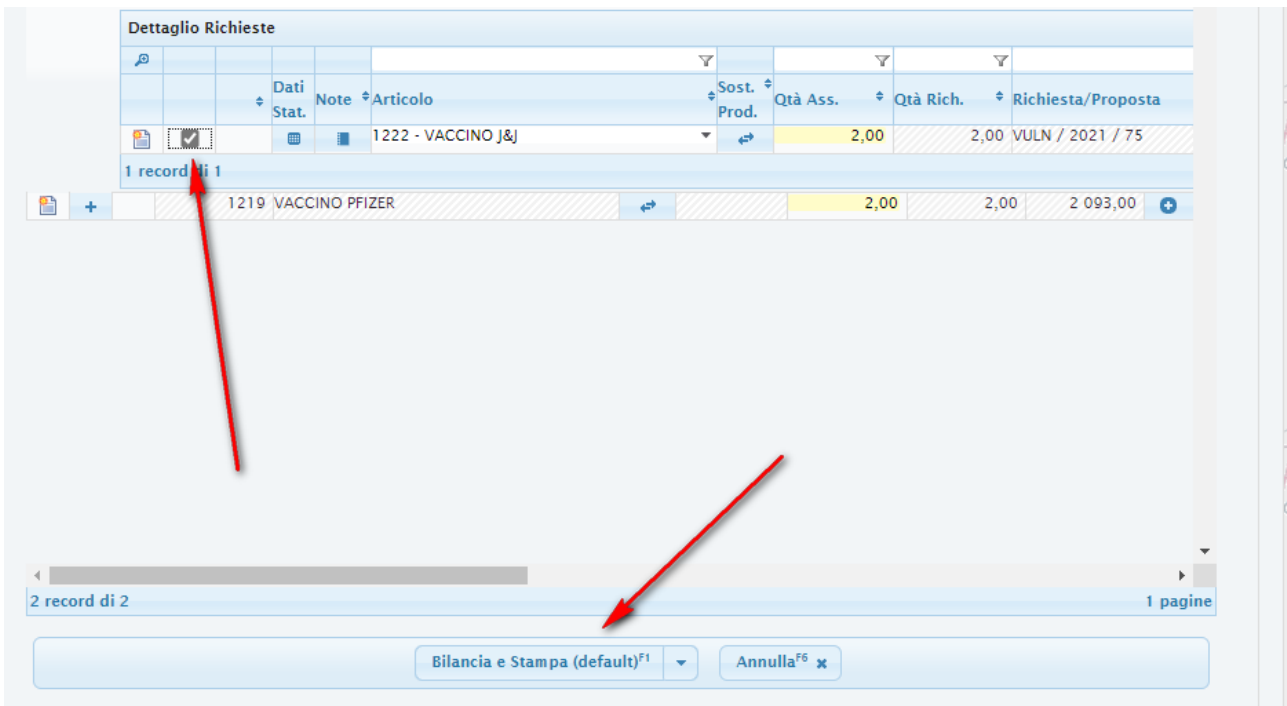 Dettaglio Richieste
Dati Stat. Note Articolo Sost. Prod. Qtà Ass. Qtà Rich. Richiesta/Proposta
1222 - VACCINO J&J 2,00 2,00 VULN / 2021 / 75
1 record di 1
1219 VACCINO PFIZER 2,00 2,00 2 093,00
2 record di 2 1 pagine
Bilancia e Stampa (default)F1 AnnullaF6